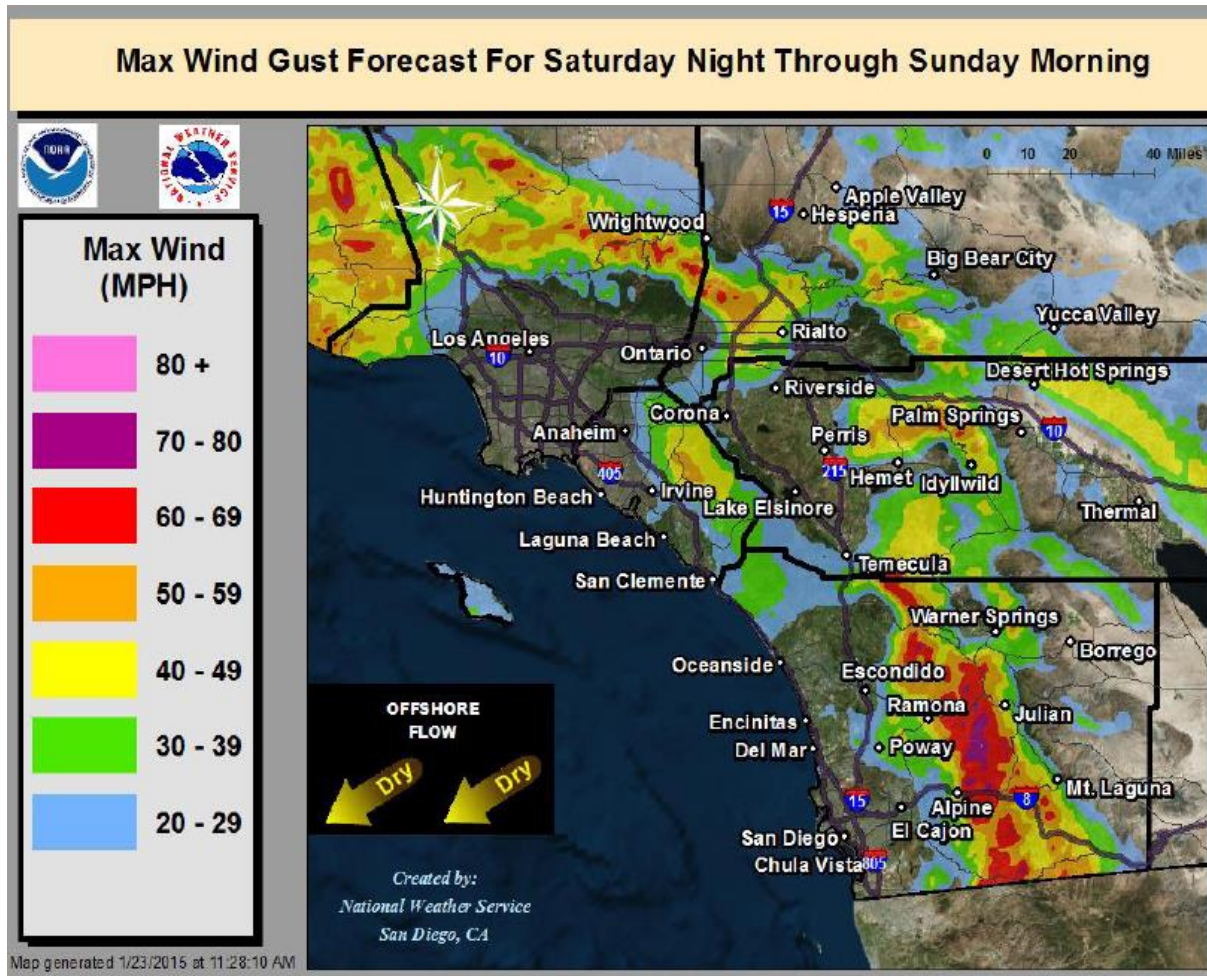 Max Wind Gust Forecast For Saturday Night Through Sunday Morning
NOAA
NATIONAL WEATHER SERVICE
Max Wind
(MPH)
80 +
70 - 80
60 - 69
50 - 59
40 - 49
30 - 39
20 - 29
N
W
E
S
0 10 20 40 Miles
Apple Valley
15
Hesperia
Wrightwood
Big Bear City
Yucca Valley
Los Angeles
10
Rialto
Ontario
Desert Hot Springs
Riverside
Corona
Palm Springs
10
Anaheim
Perris
405
215
Hemet
Idyllwild
Irvine
Huntington Beach
Lake Elsinore
Thermal
Laguna Beach
Temecula
San Clemente
Warner Springs
Borrego
Oceanside
Escondido
Ramona
Julian
Encinitas
Del Mar
Poway
Mt. Laguna
15
Alpine
8
El Cajon
San Diego
Chula Vista
805
OFFSHORE
FLOW
Dry
Dry
Created by:
National Weather Service
San Diego, CA
Map generated 1/23/2015 at 11:28:10 AM